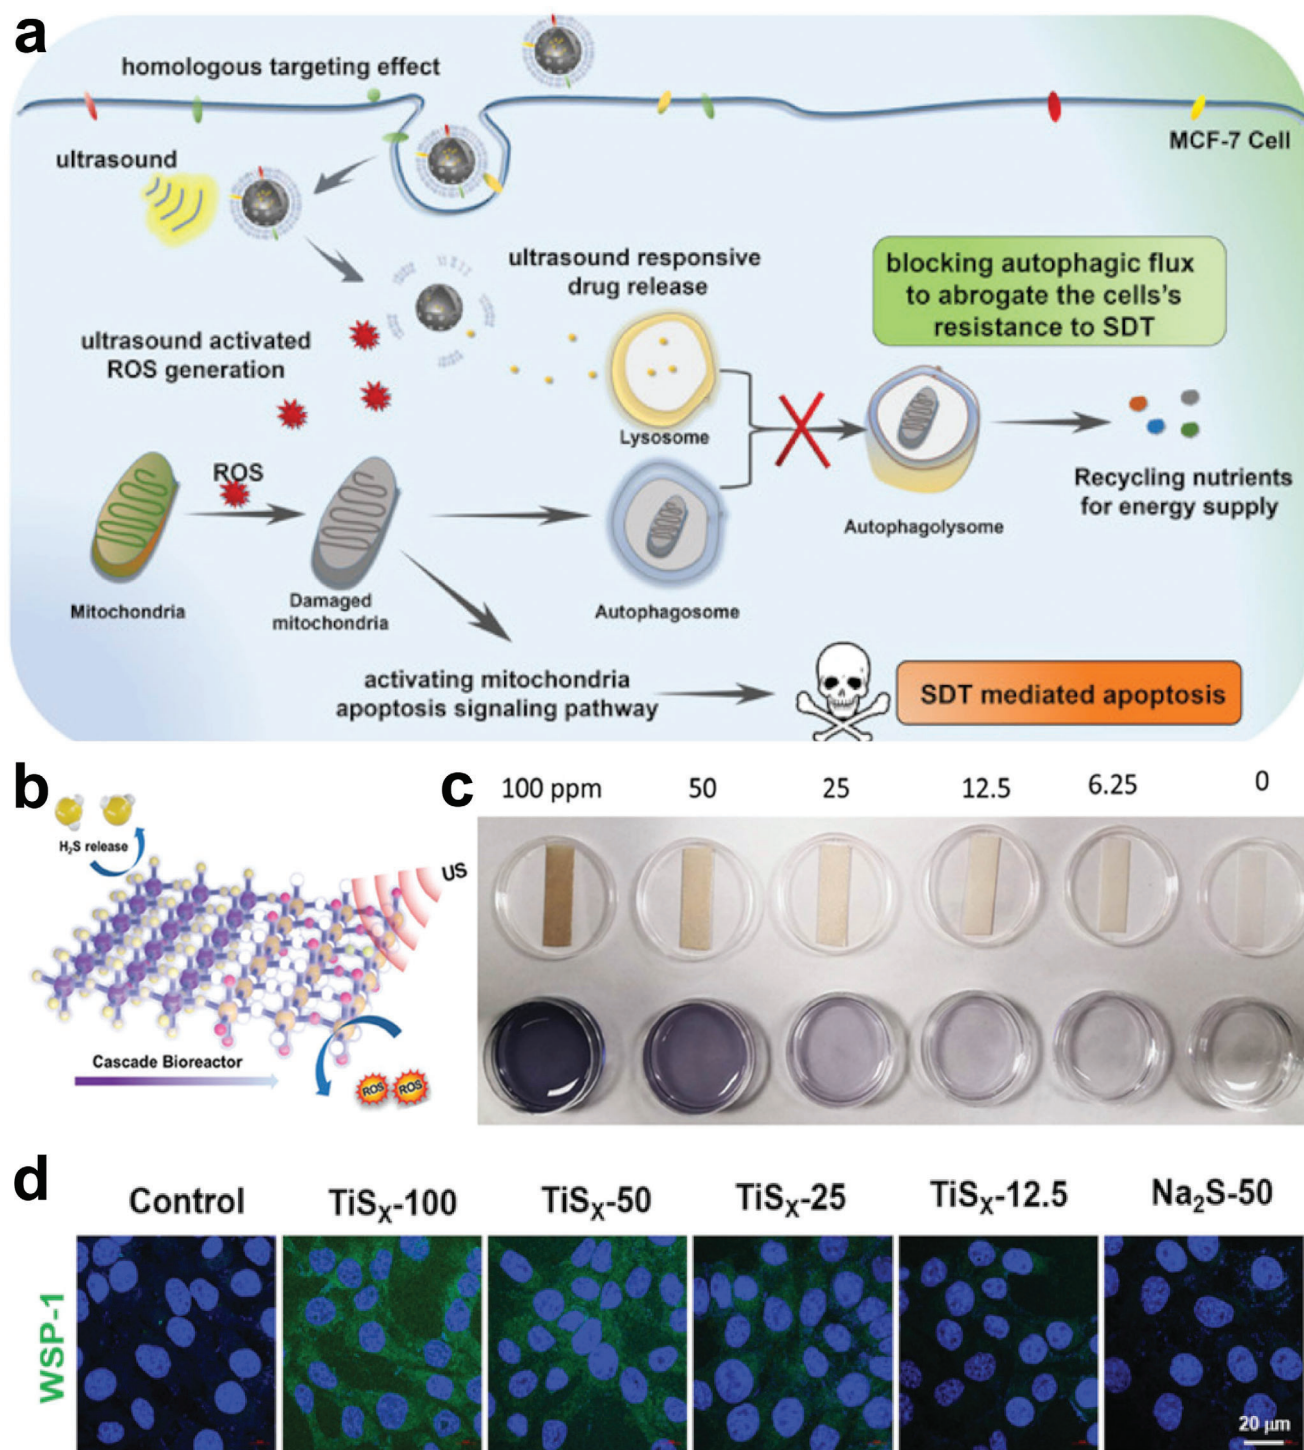 a
homologous targeting effect
MCF-7 Cell
ultrasound
ultrasound responsive
drug release
blocking autophagic flux
to abrogate the cells's
resistance to SDT
ultrasound activated
ROS generation
Lysosome
ROS
Recycling nutrients
for energy supply
Autophagolysome
Mitochondria
Damaged
mitochondria
Autophagosome
activating mitochondria
apoptosis signaling pathway
SDT mediated apoptosis
b
H₂S release
US
Cascade Bioreactor
ROS
ROS
c
100 ppm 50 25 12.5 6.25 0
d
Control TiSₓ-100 TiSₓ-50 TiSₓ-25 TiSₓ-12.5 Na₂S-50
WSP-1
20 µm